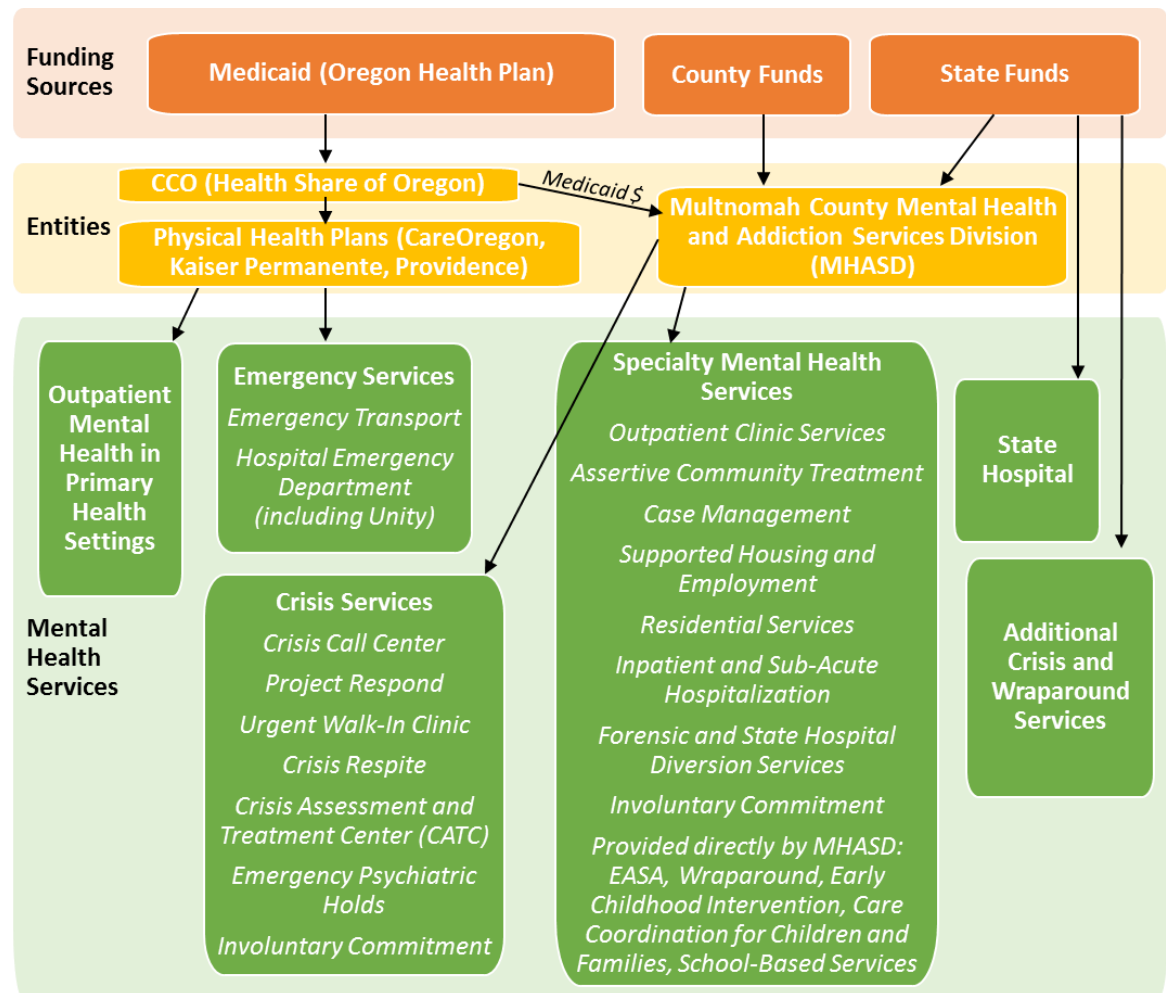 Funding
Sources
Medicaid (Oregon Health Plan)
County Funds
State Funds
Entities
CCO (Health Share of Oregon)
Medicaid $
Physical Health Plans (CareOregon,
Kaiser Permanente, Providence)
Multnomah County Mental Health
and Addiction Services Division
(MHASD)
Mental
Health
Services
Outpatient
Mental
Health in
Primary
Health
Settings
Emergency Services
Emergency Transport
Hospital Emergency
Department
(including Unity)
Crisis Services
Crisis Call Center
Project Respond
Urgent Walk-In Clinic
Crisis Respite
Crisis Assessment and
Treatment Center (CATC)
Emergency Psychiatric
Holds
Involuntary Commitment
Specialty Mental Health
Services
Outpatient Clinic Services
Assertive Community Treatment
Case Management
Supported Housing and
Employment
Residential Services
Inpatient and Sub-Acute
Hospitalization
Forensic and State Hospital
Diversion Services
Involuntary Commitment
Provided directly by MHASD:
EASA, Wraparound, Early
Childhood Intervention, Care
Coordination for Children and
Families, School-Based Services
State
Hospital
Additional
Crisis and
Wraparound
Services